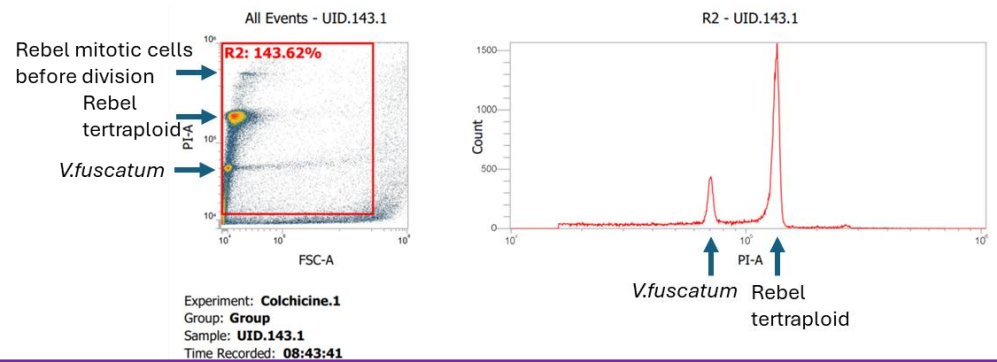 All Events - UID.143.1
R2 - UID.143.1
Rebel mitotic cells
before division
Rebel
tertraploid
V.fuscatum
R2: 143.62%
PI-A
FSC-A
1500
1000
500
0
Count
PI-A
V.fuscatum
Rebel
tertraploid
Experiment: Colchicine.1
Group: Group
Sample: UID.143.1
Time Recorded: 08:43:41